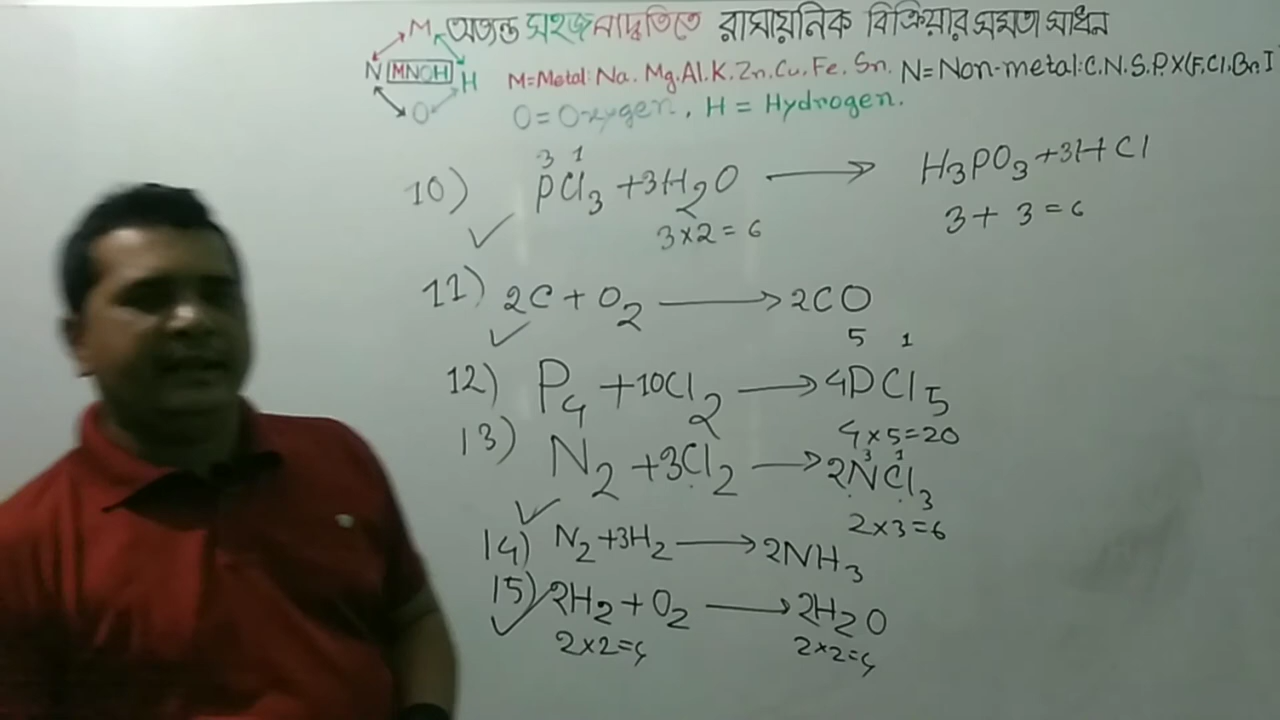 M অত্যন্ত সহজ পদ্ধতিতে রাসায়নিক বিক্রিয়ার সমতা সাধন
N MNOH H M=Metal: Na. Mg. Al. K. Zn. Cu. Fe. Sn. N=Non-metal: C. N. S. P. X (F. Cl. Br. I
O O=Oxygen, H=Hydrogen.
3 1
10) PCl₃ +3H₂O → H₃PO₃ +3HCl
3×2=6 3+3=6
11) 2C + O₂ → 2CO
5 1
12) P₄ +10Cl₂ → 4PCl₅
4×5=20
3 1
13) N₂ +3Cl₂ → 2NCl₃
2×3=6
14) N₂ +3H₂ → 2NH₃
15) 2H₂ + O₂ → 2H₂O
2×2=4 2×2=4